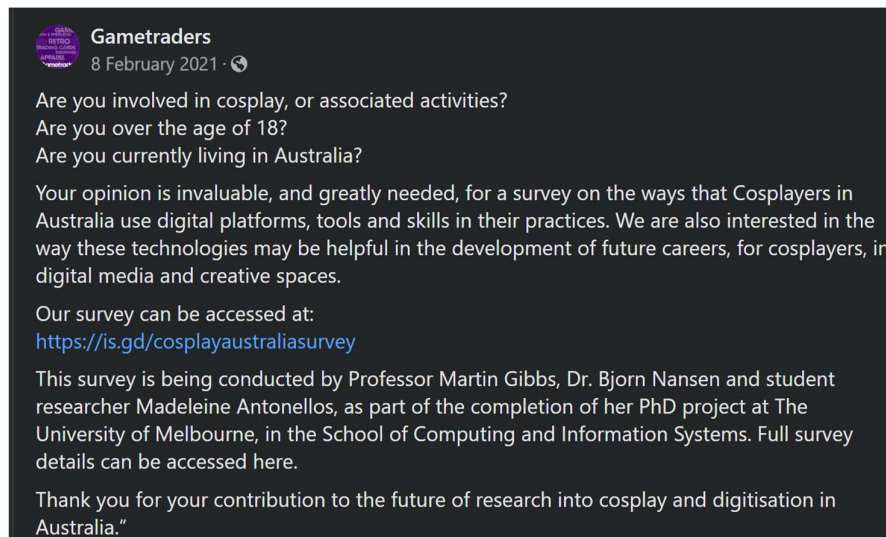 GAME
RETRO
TRADING CARDS
APPAREL
gametrad
Gametraders
8 February 2021 ·
Are you involved in cosplay, or associated activities?
Are you over the age of 18?
Are you currently living in Australia?
Your opinion is invaluable, and greatly needed, for a survey on the ways that Cosplayers in
Australia use digital platforms, tools and skills in their practices. We are also interested in the
way these technologies may be helpful in the development of future careers, for cosplayers, in
digital media and creative spaces.
Our survey can be accessed at:
https://is.gd/cosplayaustraliasurvey
This survey is being conducted by Professor Martin Gibbs, Dr. Bjorn Nansen and student
researcher Madeleine Antonellos, as part of the completion of her PhD project at The
University of Melbourne, in the School of Computing and Information Systems. Full survey
details can be accessed here.
Thank you for your contribution to the future of research into cosplay and digitisation in
Australia.”